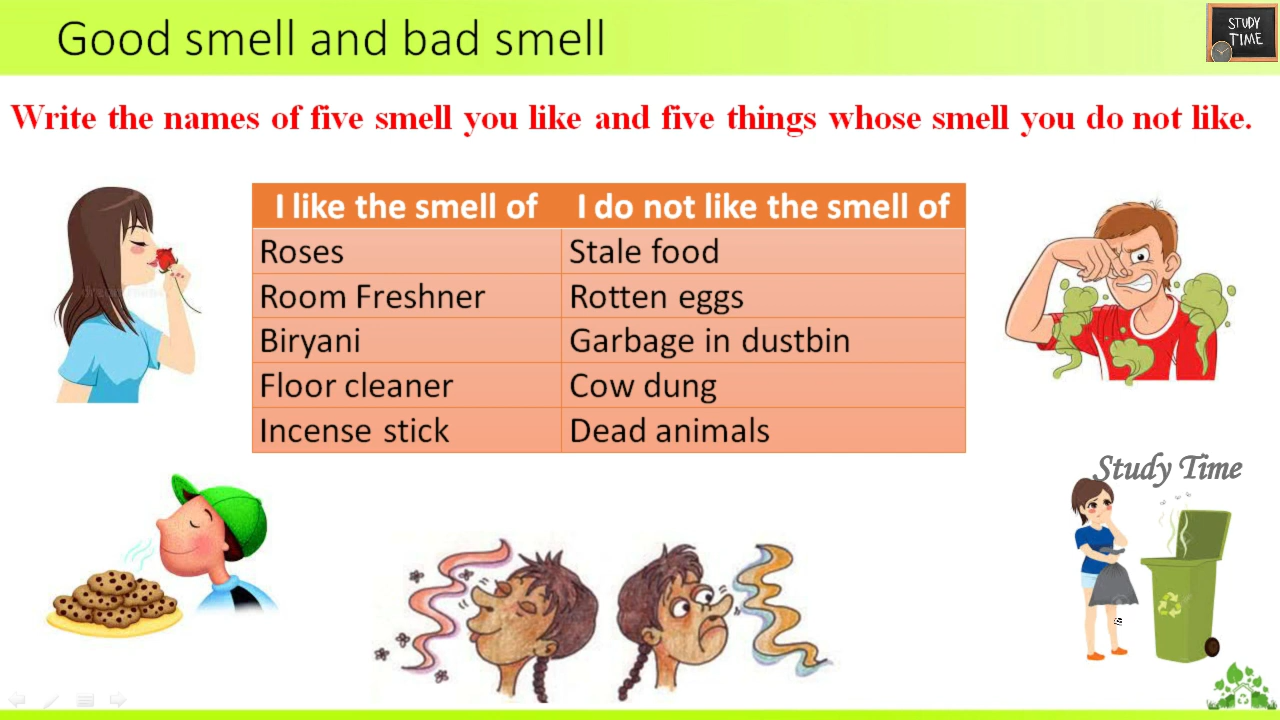 Good smell and bad smell
STUDY
TIME
Write the names of five smell you like and five things whose smell you do not like.
I like the smell of I do not like the smell of
Roses Stale food
Room Freshner Rotten eggs
Biryani Garbage in dustbin
Floor cleaner Cow dung
Incense stick Dead animals
Study Time